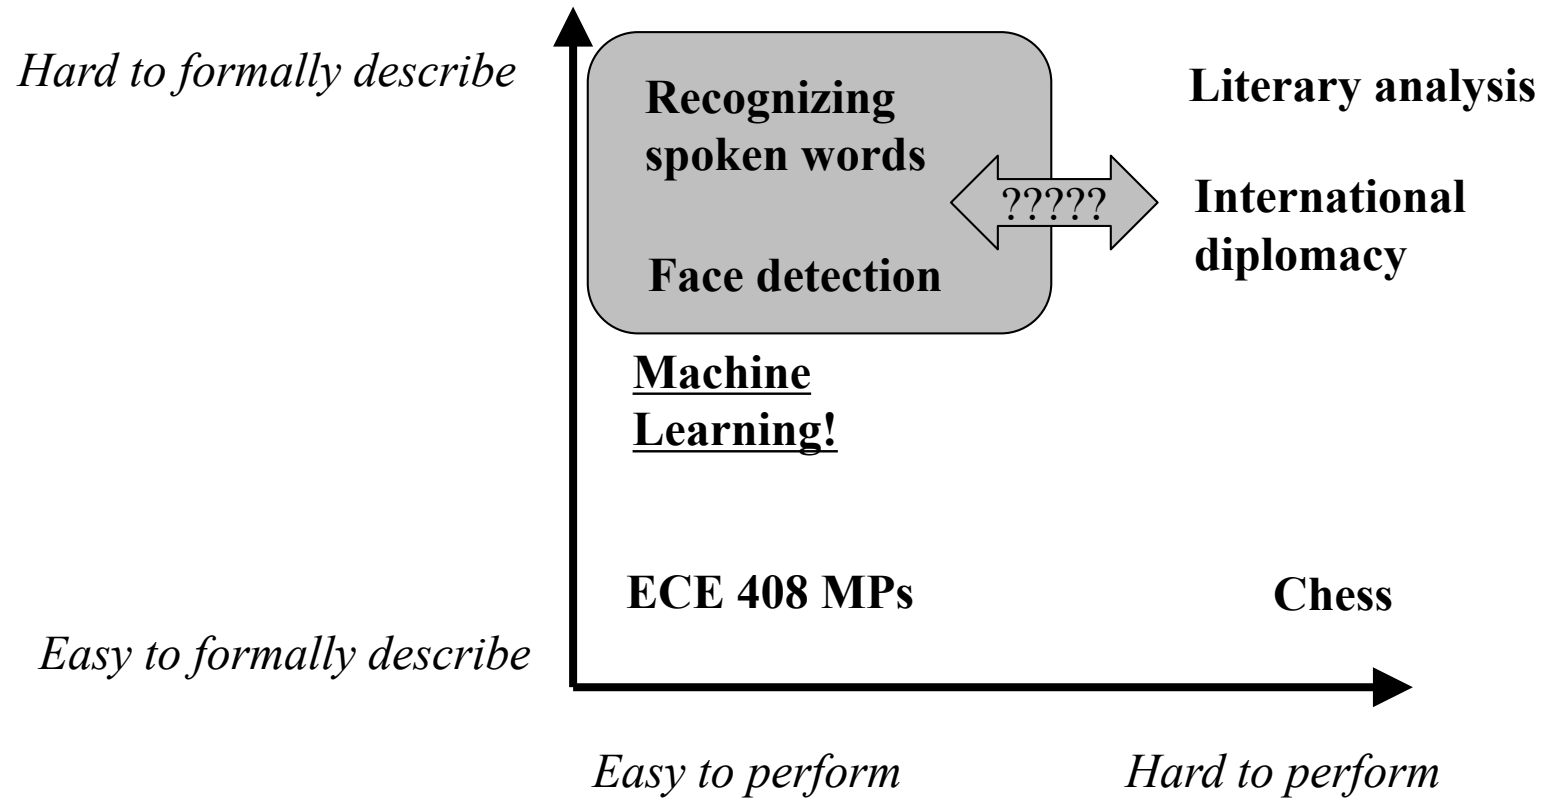 Hard to formally describe
Recognizing
spoken words
Literary analysis
?????
International
diplomacy
Face detection
Machine
Learning!
ECE 408 MPs
Chess
Easy to formally describe
Easy to perform
Hard to perform